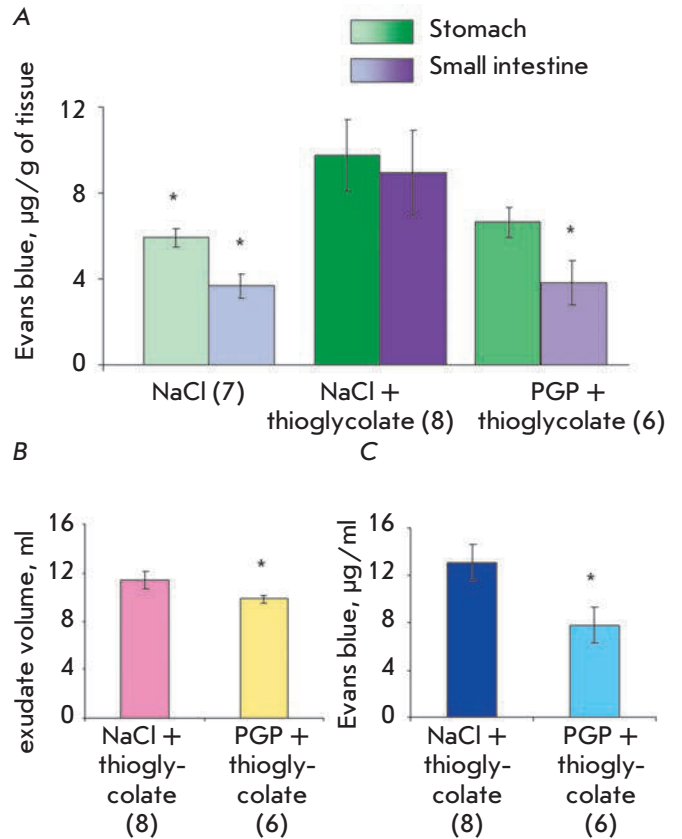 A
Stomach
Small intestine
Evans blue, µg/g of tissue
12
8
4
0
*
*
*
NaCl (7)
NaCl +
thioglycolate (8)
PGP +
thioglycolate (6)
B
exudate volume, ml
16
12
8
4
0
*
NaCl +
thiogly-
colate
(8)
PGP +
thiogly-
colate
(6)
C
Evans blue, µg/ml
16
12
8
4
0
*
NaCl +
thiogly-
colate
(8)
PGP +
thiogly-
colate
(6)